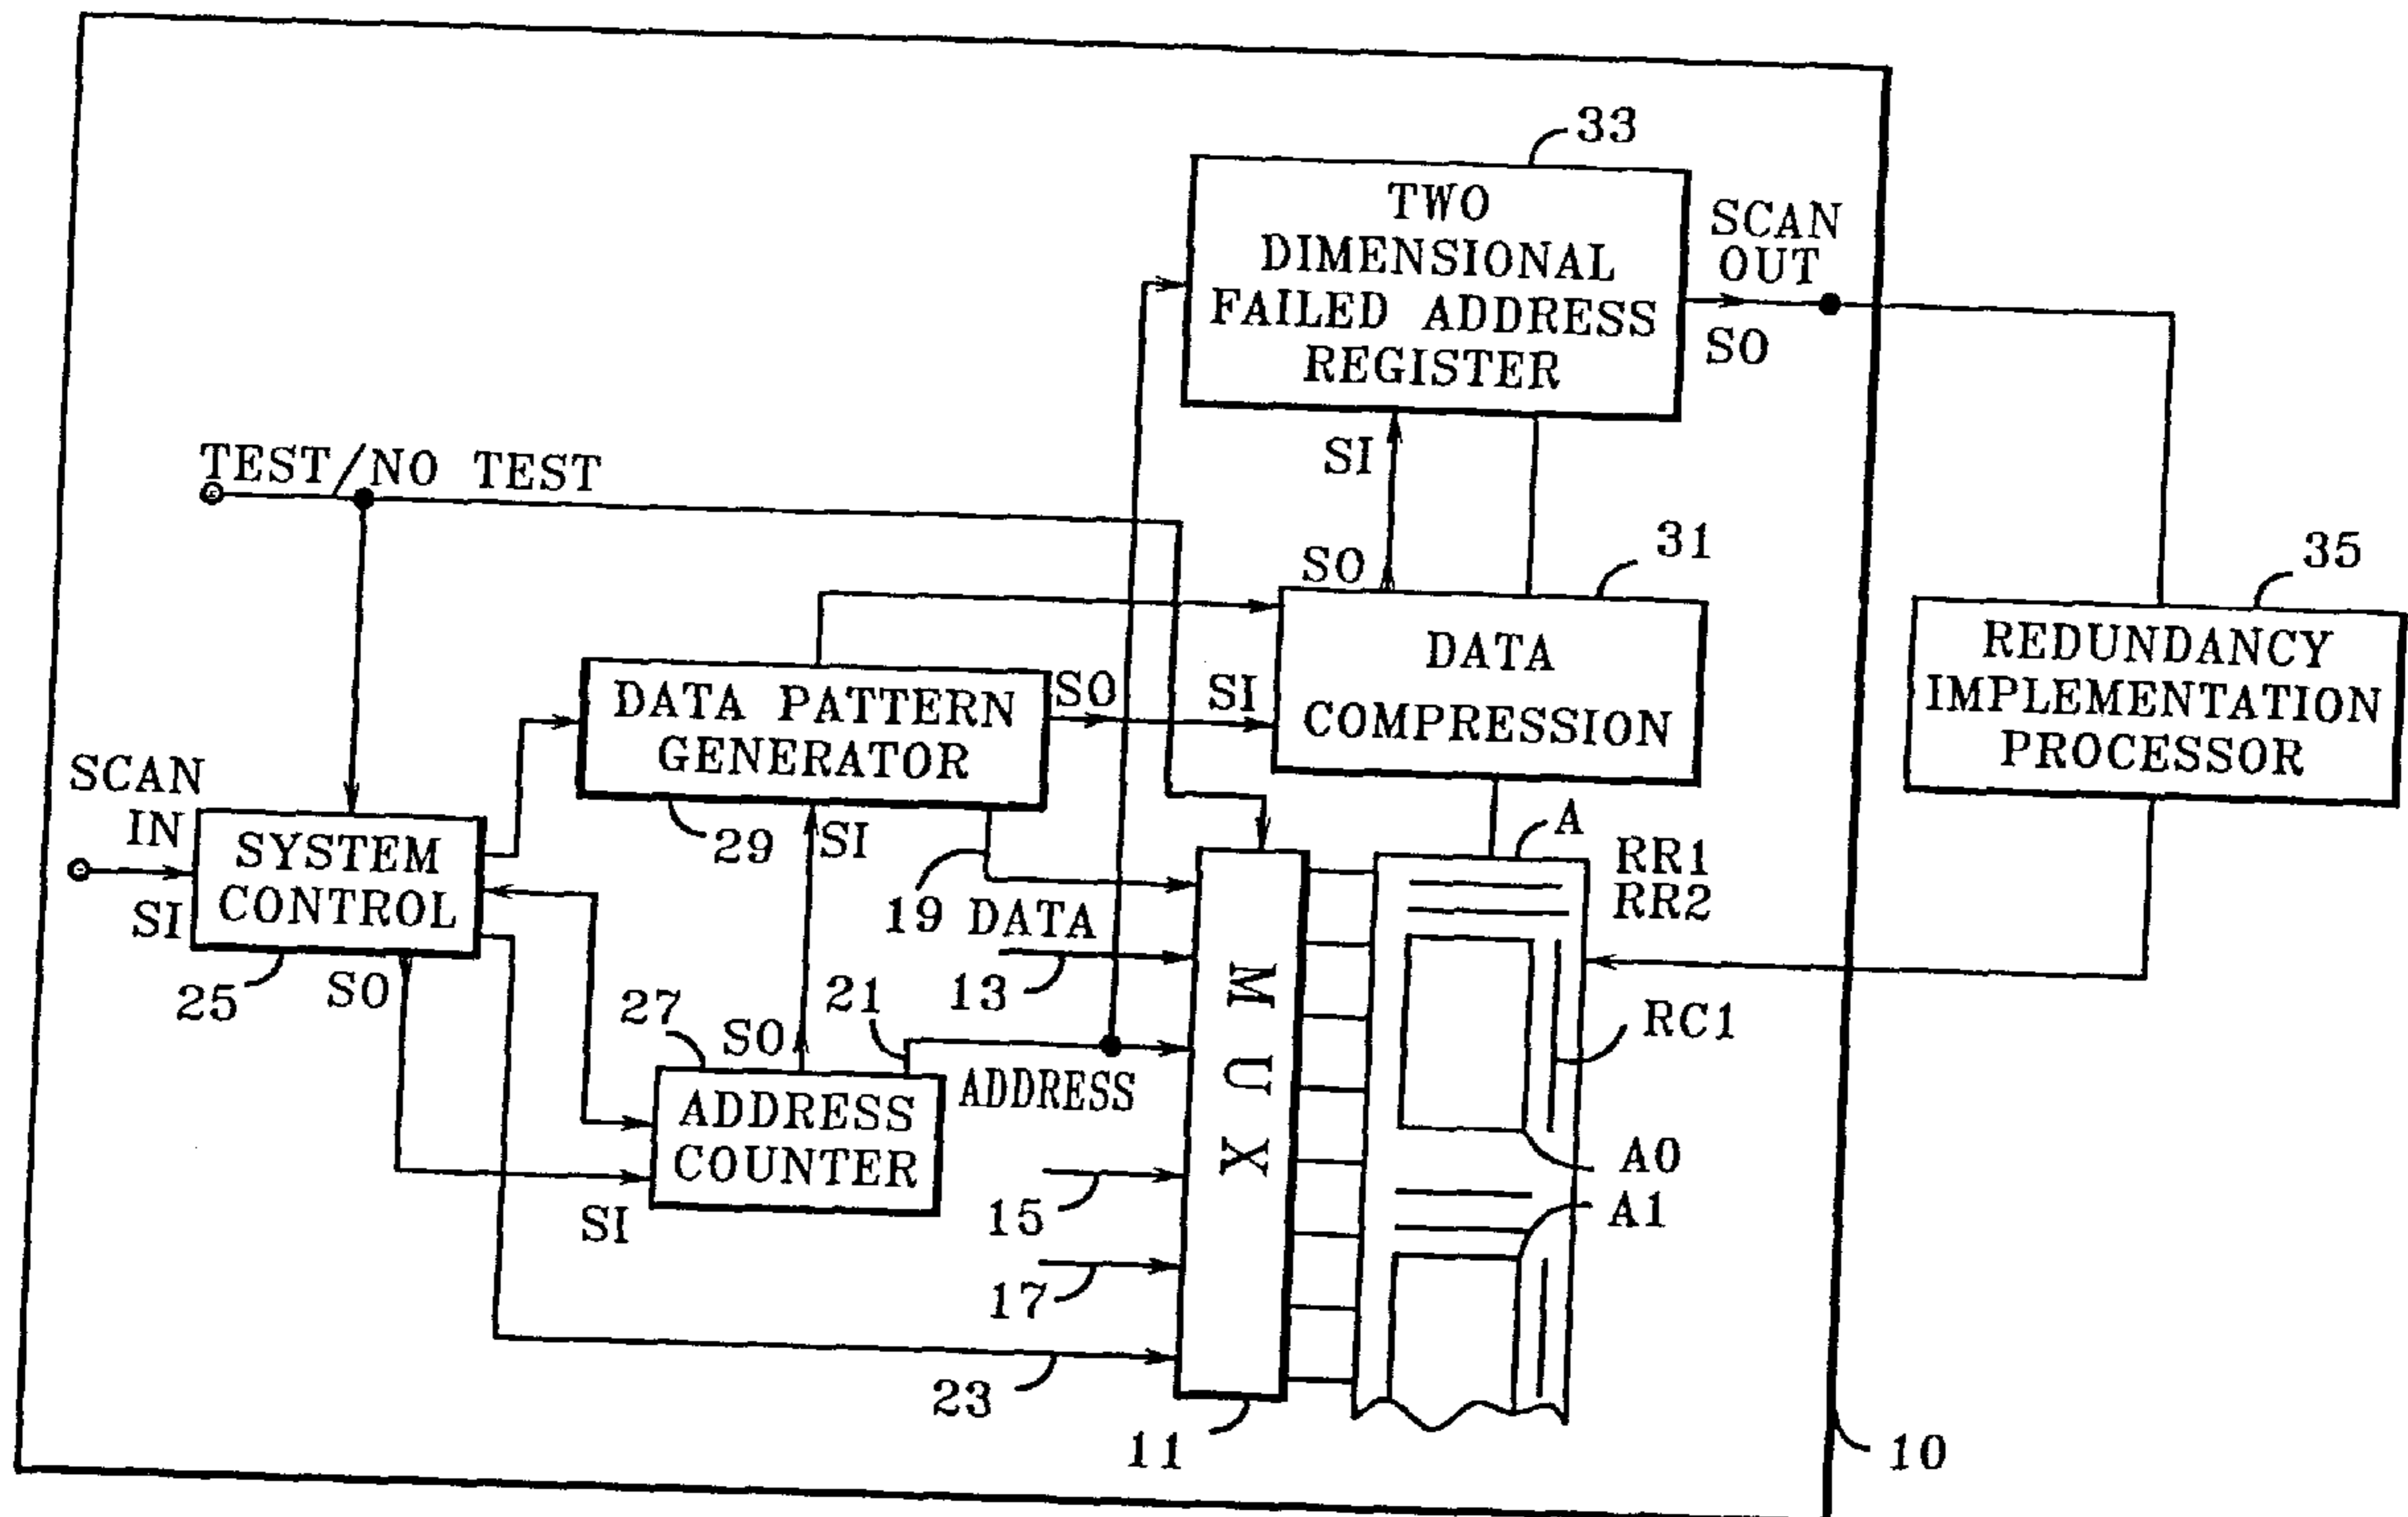 33
TWO
DIMENSIONAL
FAILED ADDRESS
REGISTER
SCAN
OUT
SO
SI
TEST/NO TEST
SO
31
35
DATA
COMPRESSION
REDUNDANCY
IMPLEMENTATION
PROCESSOR
DATA PATTERN
GENERATOR
SO
SI
29
SI
SCAN
IN
SI
SYSTEM
CONTROL
25
SO
A
RR1
RR2
19 DATA
13
27
SO
21
ADDRESS
COUNTER
ADDRESS
SI
MUX
RC1
A0
A1
15
17
23
11
10